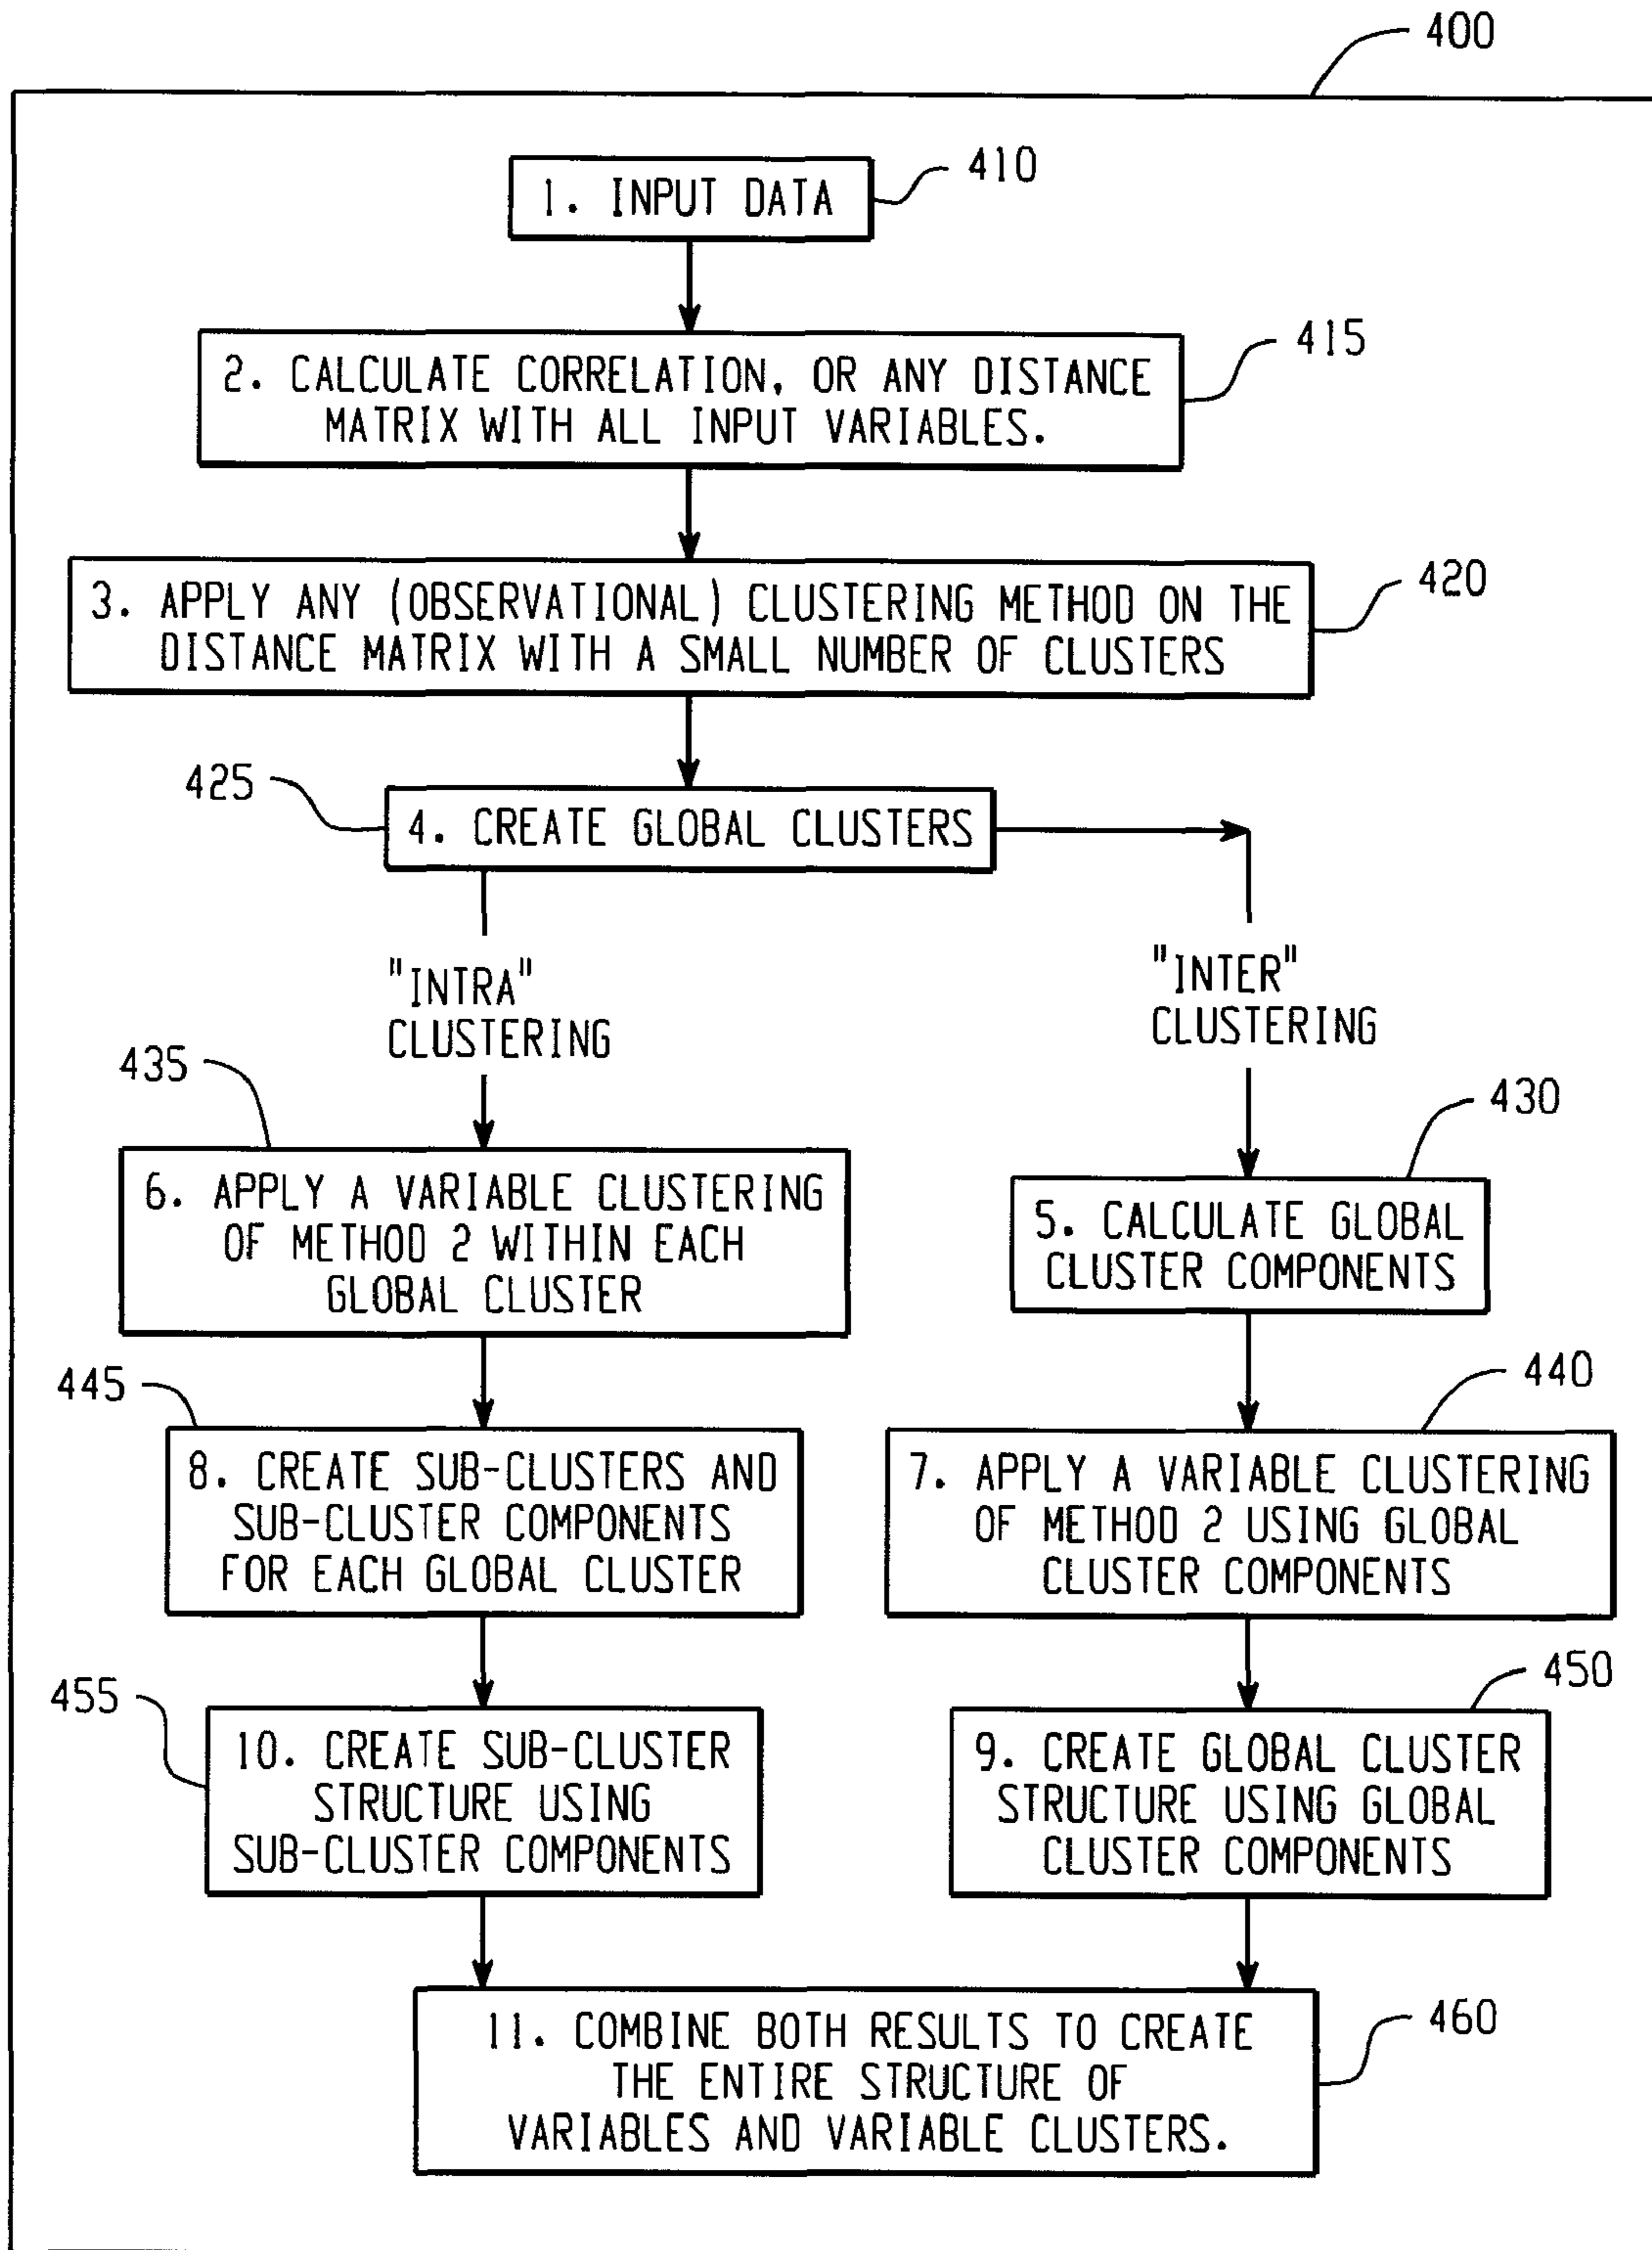 400
410
1. INPUT DATA
415
2. CALCULATE CORRELATION, OR ANY DISTANCE
MATRIX WITH ALL INPUT VARIABLES.
420
3. APPLY ANY (OBSERVATIONAL) CLUSTERING METHOD ON THE
DISTANCE MATRIX WITH A SMALL NUMBER OF CLUSTERS
425
4. CREATE GLOBAL CLUSTERS
"INTRA"
CLUSTERING
"INTER"
CLUSTERING
435
6. APPLY A VARIABLE CLUSTERING
OF METHOD 2 WITHIN EACH
GLOBAL CLUSTER
430
5. CALCULATE GLOBAL
CLUSTER COMPONENTS
445
8. CREATE SUB-CLUSTERS AND
SUB-CLUSTER COMPONENTS
FOR EACH GLOBAL CLUSTER
440
7. APPLY A VARIABLE CLUSTERING
OF METHOD 2 USING GLOBAL
CLUSTER COMPONENTS
455
10. CREATE SUB-CLUSTER
STRUCTURE USING
SUB-CLUSTER COMPONENTS
450
9. CREATE GLOBAL CLUSTER
STRUCTURE USING GLOBAL
CLUSTER COMPONENTS
11. COMBINE BOTH RESULTS TO CREATE
THE ENTIRE STRUCTURE OF
VARIABLES AND VARIABLE CLUSTERS.
460